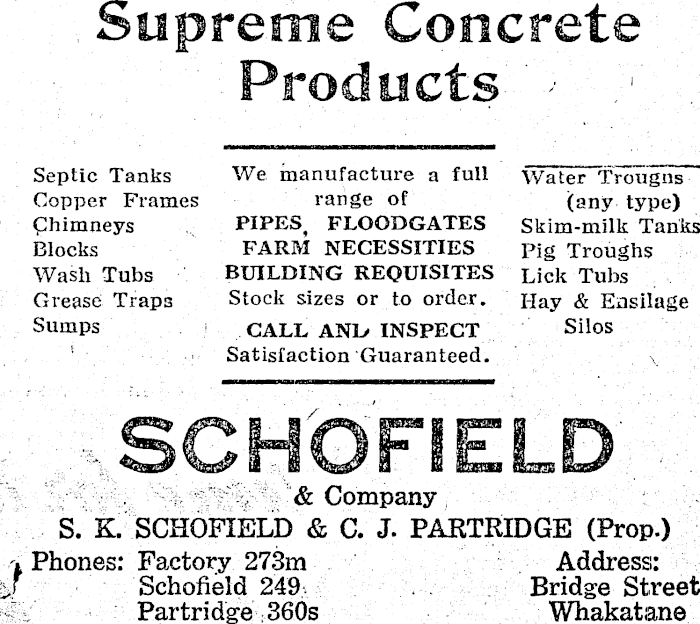 Supreme Concrete
Products
Septic Tanks
Copper Frames
Chimneys
Blocks
Wash Tubs
Grease Traps
Sumps
We manufacture a full
range of
PIPES, FLOODGATES
FARM NECESSITIES
BUILDING REQUISITES
Stock sizes or to order.
CALL AND INSPECT
Satisfaction Guaranteed.
Water Troughs
(any type)
Skim-milk Tanks
Pig Troughs
Lick Tubs
Hay & Ensilage
Silos
SCHOFIELD
& Company
S. K. SCHOFIELD & C. J. PARTRIDGE (Prop.)
Phones: Factory 273m
Schofield 249
Partridge 360s
Address:
Bridge Street
Whakatane